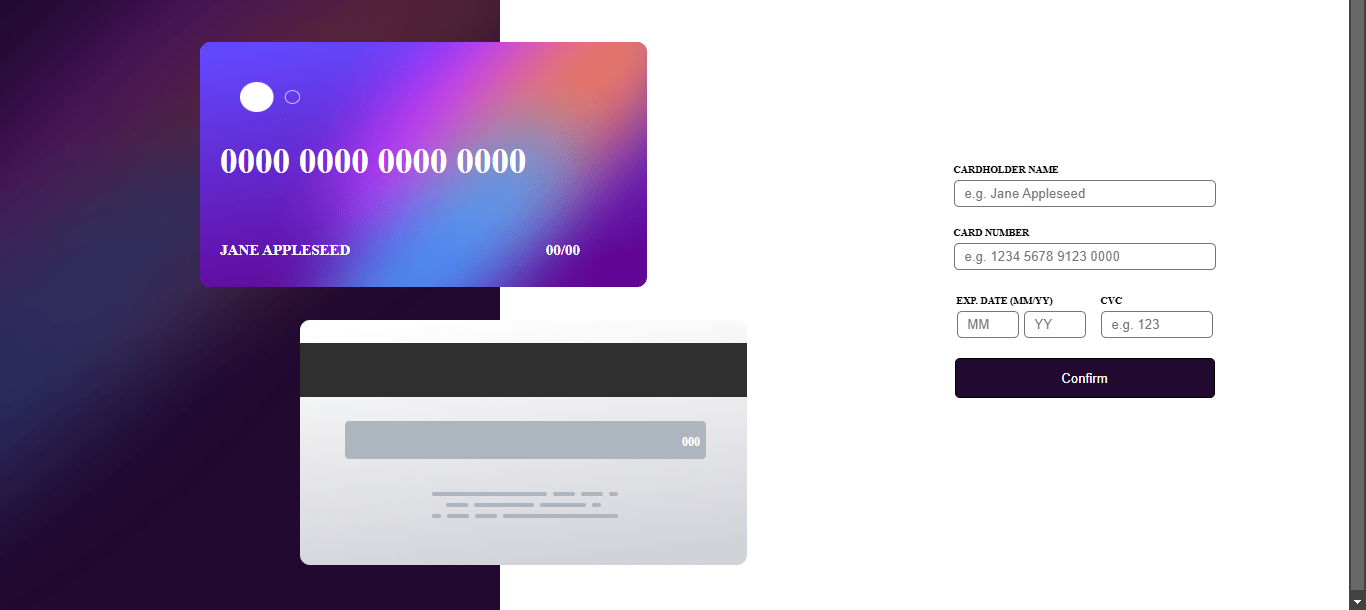 0000 0000 0000 0000
JANE APPLESEED 00/00
000
CARDHOLDER NAME
e.g. Jane Appleseed
CARD NUMBER
e.g. 1234 5678 9123 0000
EXP. DATE (MM/YY) CVC
MM YY e.g. 123
Confirm